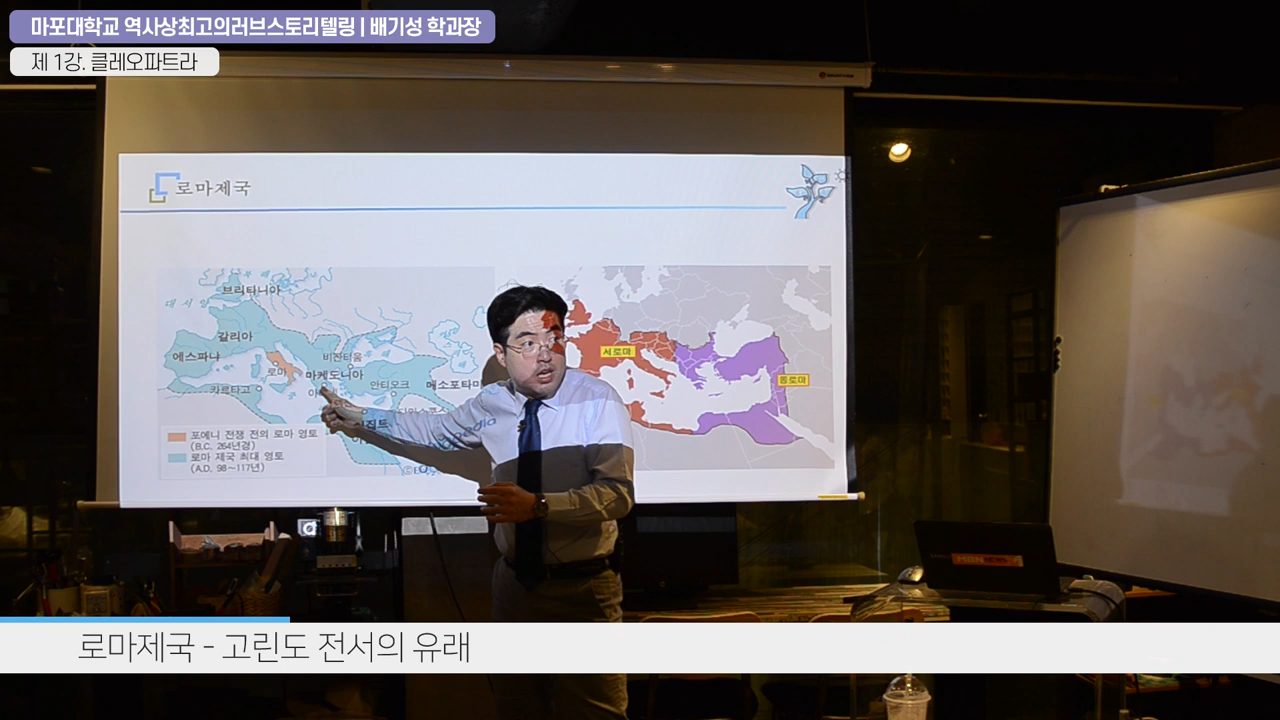 마포대학교 역사상최고의러브스토리텔링 | 배기성 학과장
제 1강. 클레오파트라
로마제국
브리타니아
대서양
갈리아
에스파냐
비잔티움
로마
마케도니아
카르타고
안티오크
메소포타미
서로마
동로마
포에니 전쟁 전의 로마 영토
(B.C. 264년경)
로마 제국 최대 영토
(A.D. 98~117년)
로마제국 - 고린도 전서의 유래